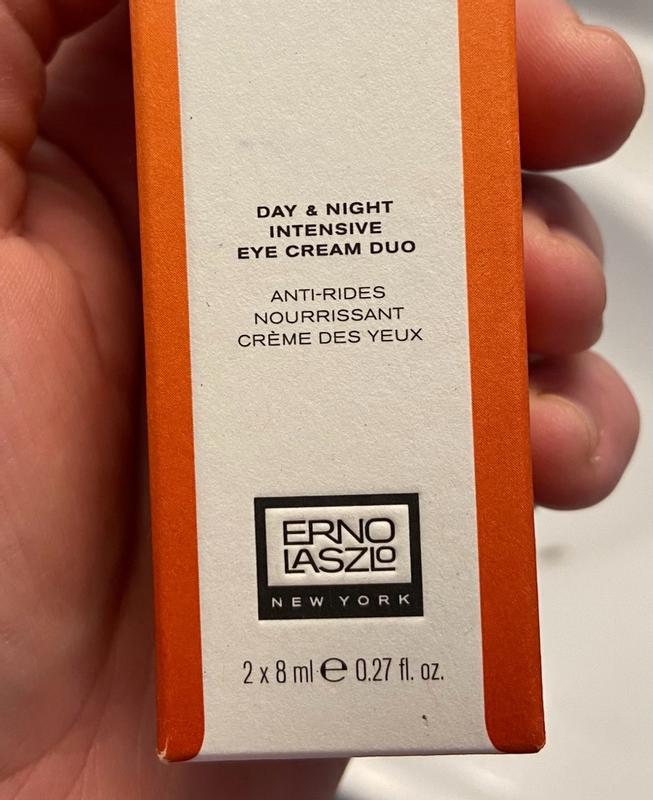 DAY & NIGHT
INTENSIVE
EYE CREAM DUO
ANTI-RIDES
NOURRISSANT
CRÈME DES YEUX
ERNO
LASZLO
NEW YORK
2 x 8 ml ℮ 0.27 fl. oz.